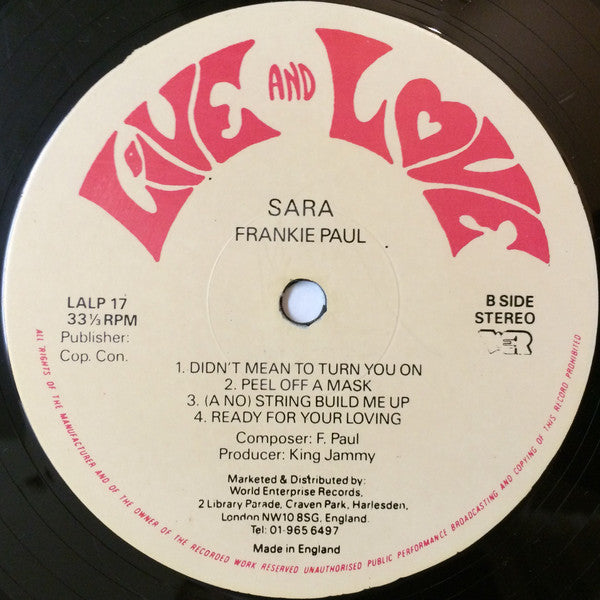 LIVE AND LOVE
SARA
FRANKIE PAUL
LALP 17
33⅓ RPM
Publisher:
Cop. Con.
B SIDE
STEREO
1. DIDN'T MEAN TO TURN YOU ON
2. PEEL OFF A MASK
3. (A NO) STRING BUILD ME UP
4. READY FOR YOUR LOVING
Composer: F. Paul
Producer: King Jammy
Marketed & Distributed by:
World Enterprise Records,
2 Library Parade, Craven Park, Harlesden,
London NW10 8SG, England.
Tel: 01-965 6497
Made in England
ALL RIGHTS OF THE MANUFACTURER AND OF THE OWNER OF THE RECORDED WORK RESERVED UNAUTHORISED PUBLIC PERFORMANCE BROADCASTING AND COPYING OF THIS RECORD PROHIBITED